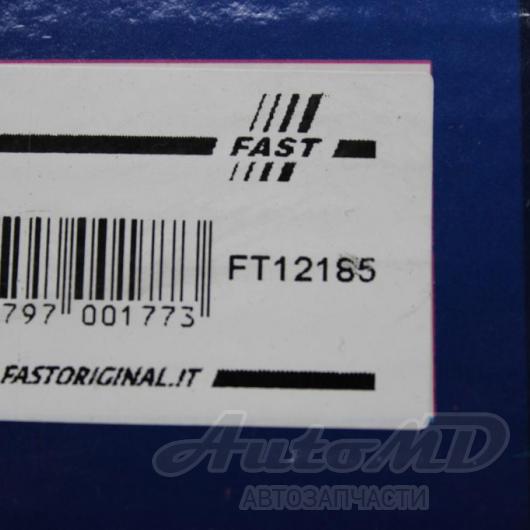 FAST
FT12185
797 001773
FASTORIGINAL.IT
AutoMD
АВТОЗАПЧАСТИ